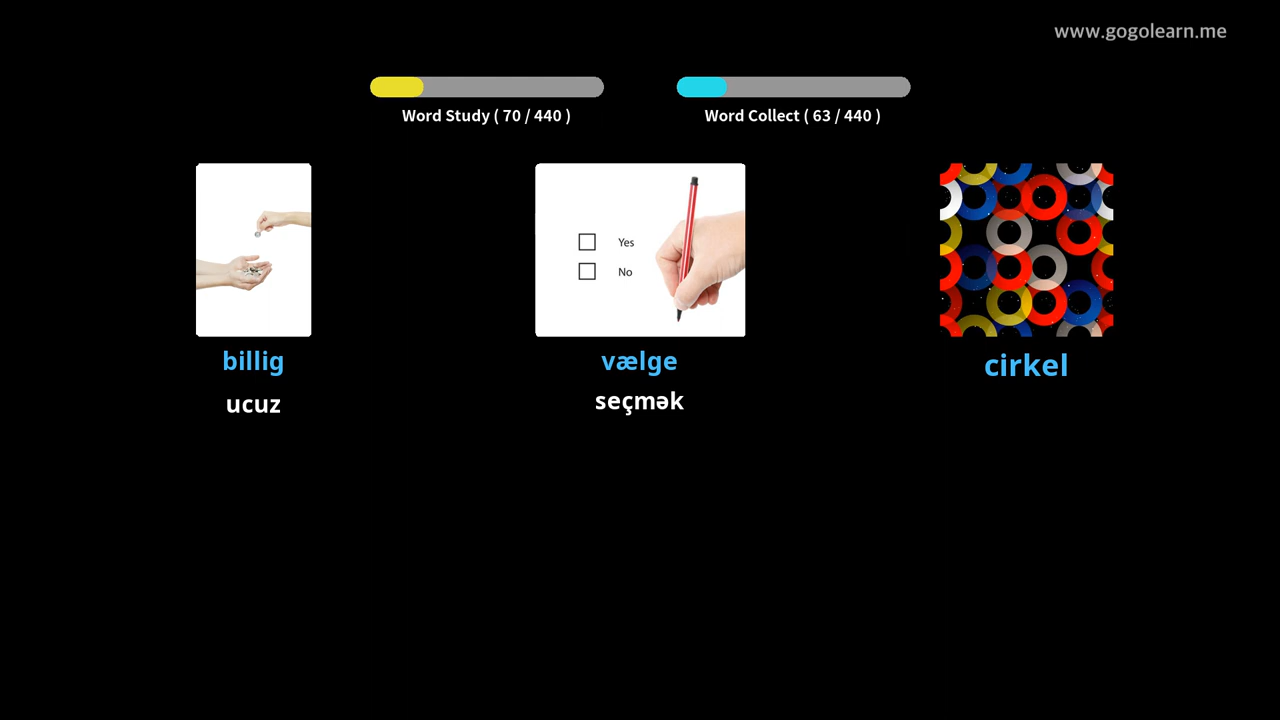 www.gogolearn.me
Word Study ( 70 / 440 )
Word Collect ( 63 / 440 )
Yes
No
billig
vælge
cirkel
ucuz
seçmək